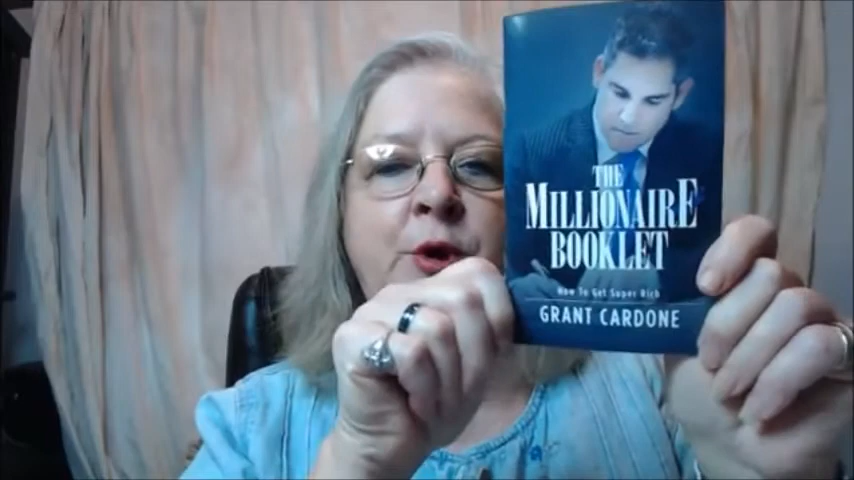 THE
MILLIONAIRE
BOOKLET
How To Get Super Rich
GRANT CARDONE